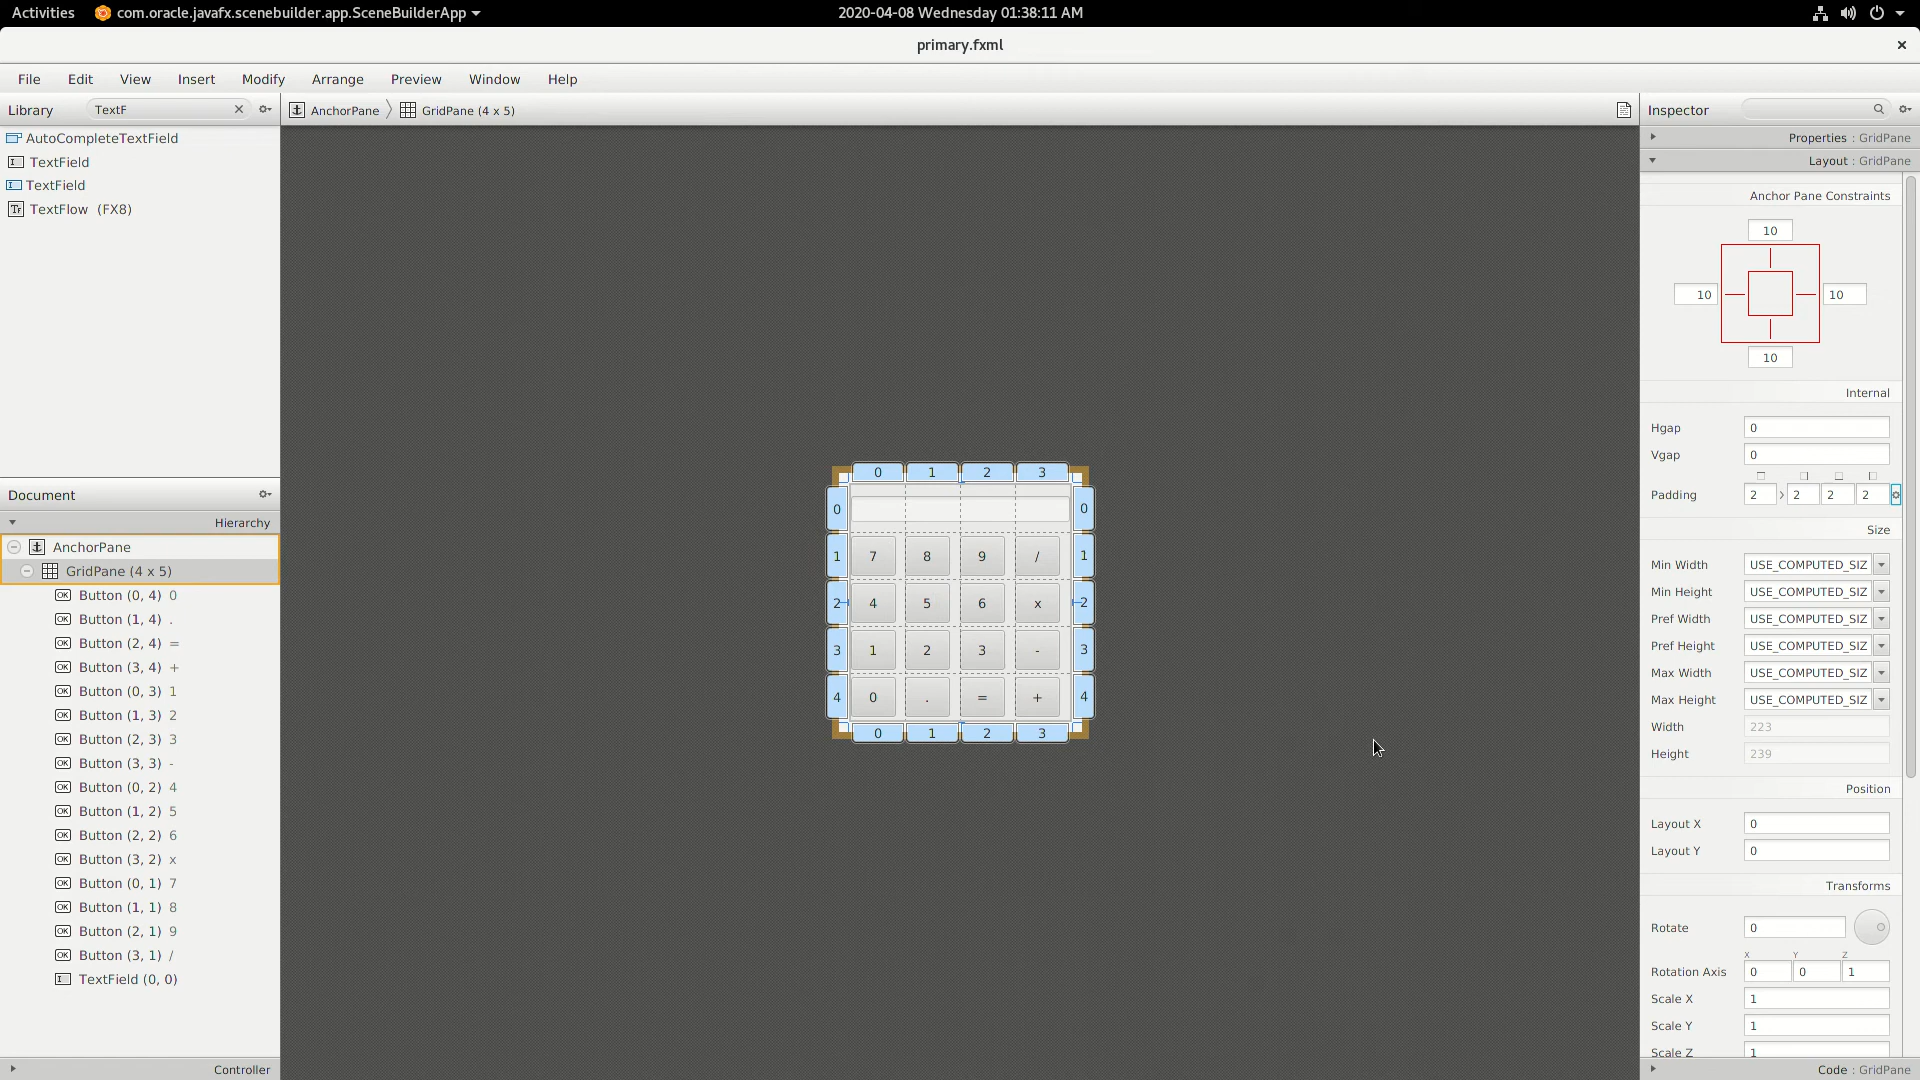 Activities com.oracle.javafx.scenebuilder.app.SceneBuilderApp 2020-04-08 Wednesday 01:38:11 AM
primary.fxml
File Edit View Insert Modify Arrange Preview Window Help
Library TextF
AutoCompleteTextField
TextField
TextField
TextFlow (FX8)
Document
Hierarchy
AnchorPane
GridPane (4 x 5)
Button (0, 4) 0
Button (1, 4) .
Button (2, 4) =
Button (3, 4) +
Button (0, 3) 1
Button (1, 3) 2
Button (2, 3) 3
Button (3, 3) -
Button (0, 2) 4
Button (1, 2) 5
Button (2, 2) 6
Button (3, 2) x
Button (0, 1) 7
Button (1, 1) 8
Button (2, 1) 9
Button (3, 1) /
TextField (0, 0)
Controller
AnchorPane GridPane (4 x 5)
0 1 2 3
0 0
1 7 8 9 / 1
2 4 5 6 x 2
3 1 2 3 - 3
4 0 . = + 4
0 1 2 3
Inspector
Properties : GridPane
Layout : GridPane
Anchor Pane Constraints
10
10 10
10
Internal
Hgap 0
Vgap 0
Padding 2 2 2 2
Size
Min Width USE_COMPUTED_SIZ
Min Height USE_COMPUTED_SIZ
Pref Width USE_COMPUTED_SIZ
Pref Height USE_COMPUTED_SIZ
Max Width USE_COMPUTED_SIZ
Max Height USE_COMPUTED_SIZ
Width 223
Height 239
Position
Layout X 0
Layout Y 0
Transforms
Rotate 0
X Y Z
Rotation Axis 0 0 1
Scale X 1
Scale Y 1
Scale Z 1
Code : GridPane